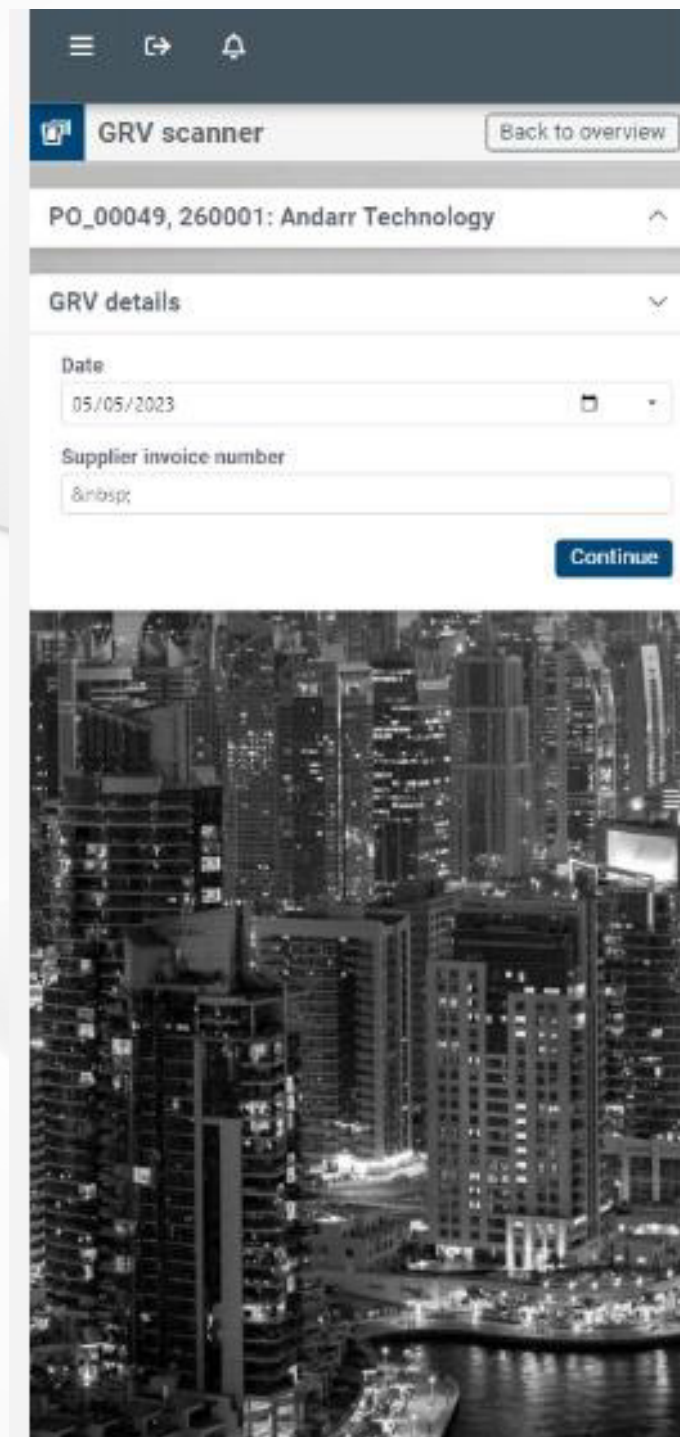 GRV scanner
Back to overview
PO_00049, 260001: Andarr Technology
GRV details
Date
05/05/2023
Supplier invoice number
&nbsp;
Continue